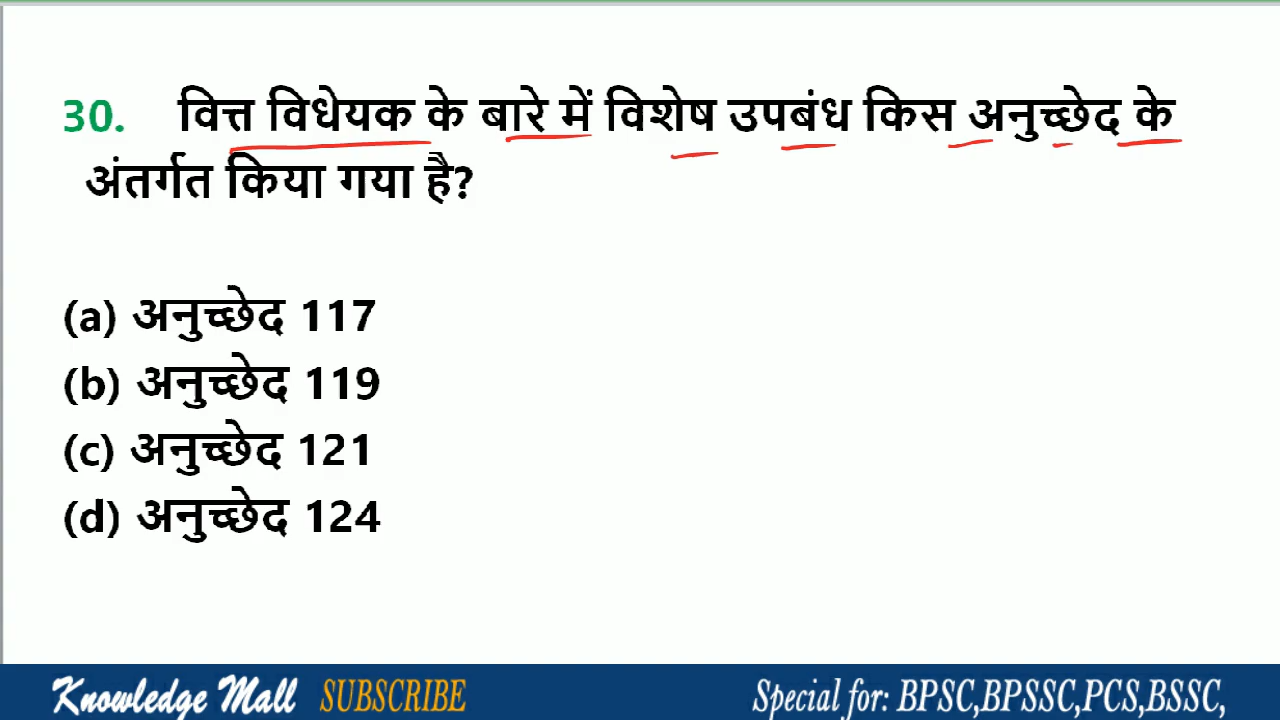 30. वित्त विधेयक के बारे में विशेष उपबंध किस अनुच्छेद के
अंतर्गत किया गया है?
(a) अनुच्छेद 117
(b) अनुच्छेद 119
(c) अनुच्छेद 121
(d) अनुच्छेद 124
Knowledge Mall SUBSCRIBE Special for: BPSC,BPSSC,PCS,BSSC,